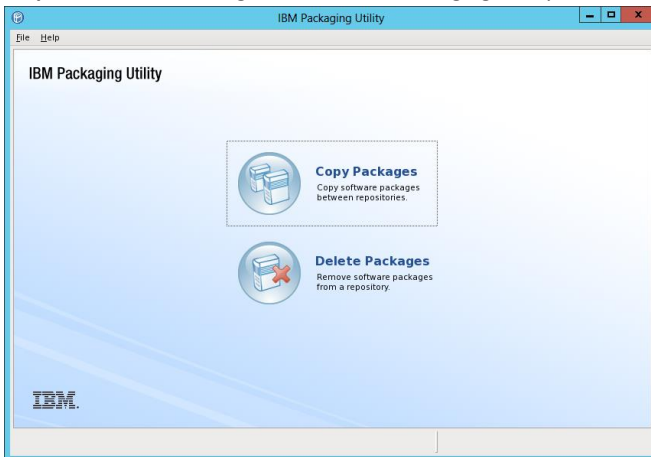 IBM Packaging Utility
File Help
IBM Packaging Utility
Copy Packages
Copy software packages
between repositories.
Delete Packages
Remove software packages
from a repository.
IBM.